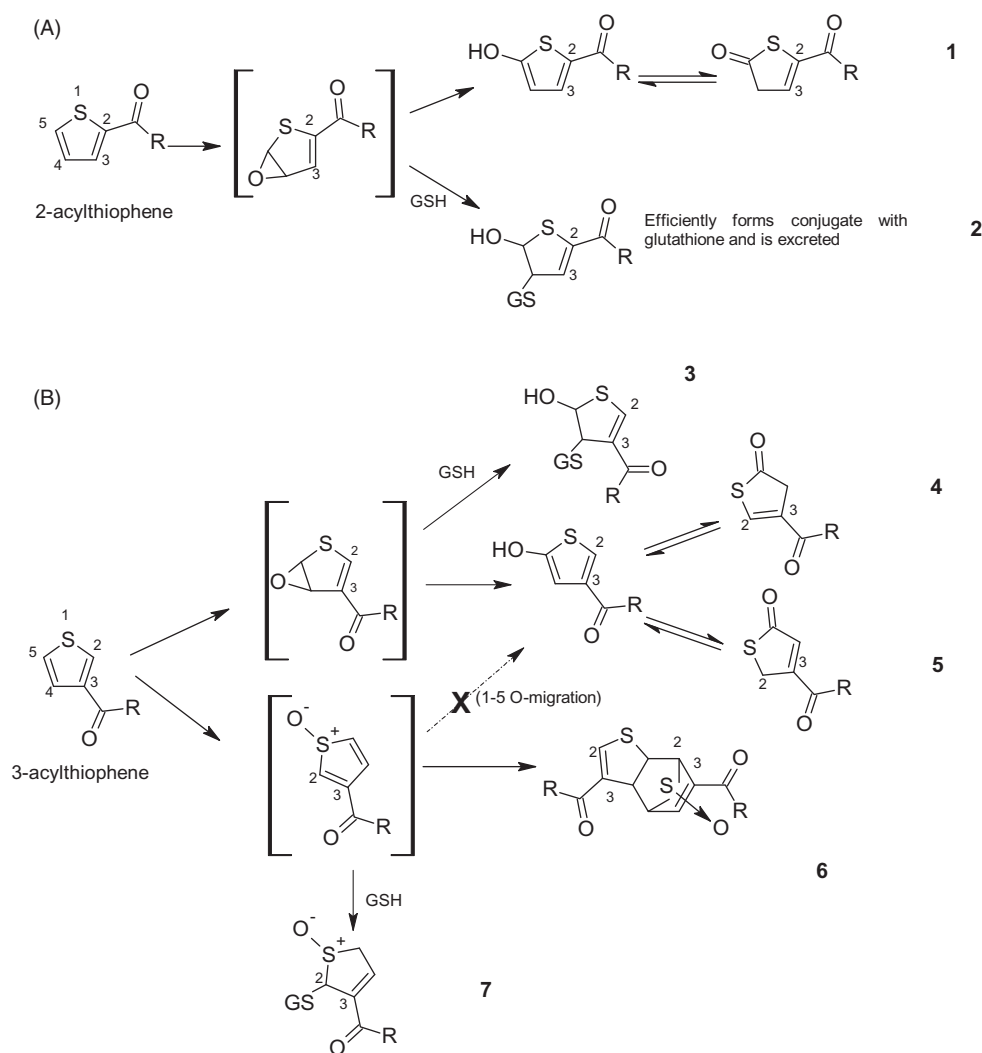 (A)
S
1
2
3
4
5
O
R
2-acylthiophene
S
2
3
O
O
R
GSH
HO
S
2
3
O
R
O
S
2
3
O
R
1
HO
S
2
3
GS
O
R
Efficiently forms conjugate with
glutathione and is excreted
2
(B)
3
HO
S
2
3
GS
O
R
GSH
4
O
S
2
3
R
O
S
2
3
O
R
O
HO
S
2
3
R
O
1
S
5
2
4
3
R
O
3-acylthiophene
5
O
S
2
3
R
O
X (1-5 O-migration)
O-
S+
2
3
R
O
S
2
3
R
O
2
3
S
O
O
R
6
GSH
O-
S+
2
3
GS
R
O
7